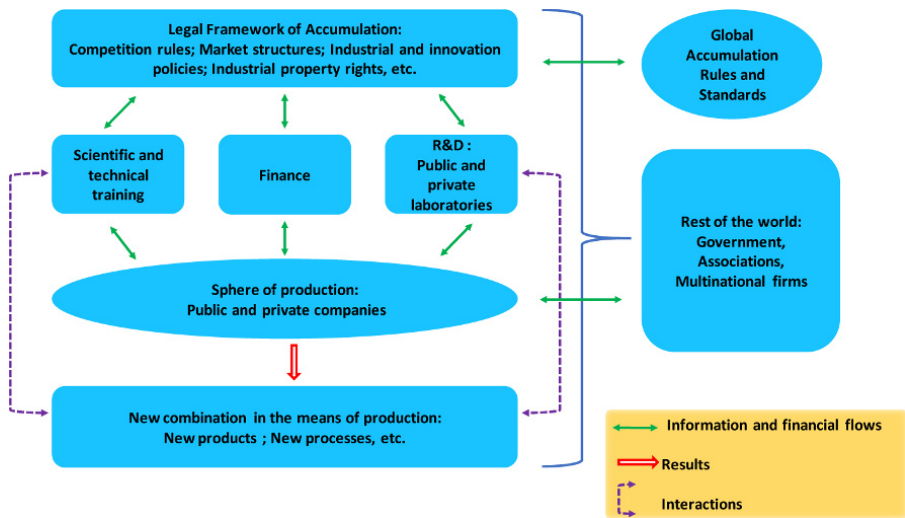 Legal Framework of Accumulation:
Competition rules; Market structures; Industrial and innovation
policies; Industrial property rights, etc.
Global
Accumulation
Rules and
Standards
Scientific and
technical
training
Finance
R&D :
Public and
private
laboratories
Rest of the world:
Government,
Associations,
Multinational firms
Sphere of production:
Public and private companies
New combination in the means of production:
New products ; New processes, etc.
Information and financial flows
Results
Interactions